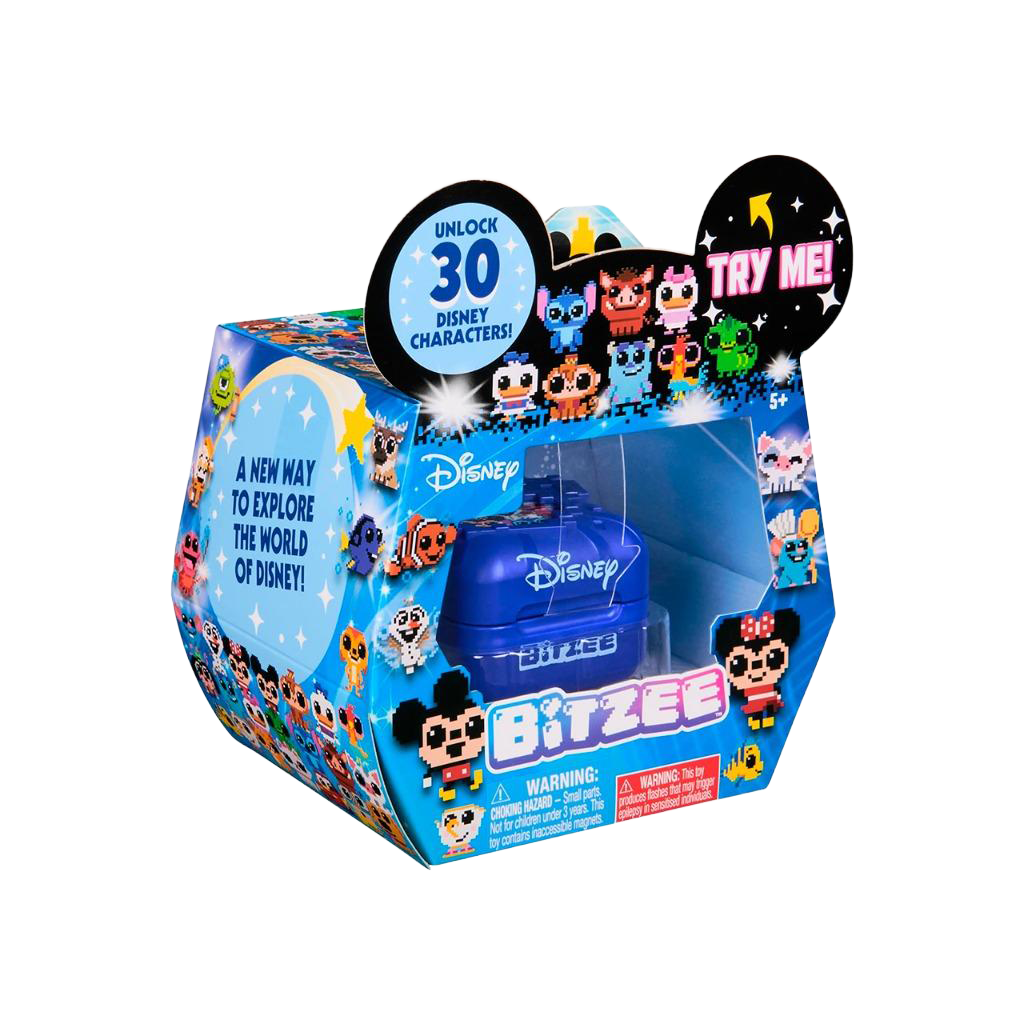 UNLOCK
30
DISNEY
CHARACTERS!
TRY ME!
5+
A NEW WAY
TO EXPLORE
THE WORLD
OF DISNEY!
Disney
Disney
BITZEE
BITZEE™
WARNING:
CHOKING HAZARD – Small parts.
Not for children under 3 years. This
toy contains inaccessible magnets.
WARNING: This toy
produces flashes that may trigger
epilepsy in sensitised individuals.